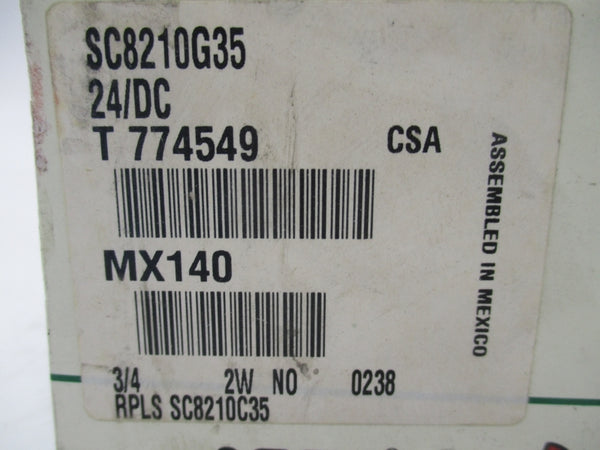 SC8210G35
24/DC
T 774549 CSA
MX140
3/4 2W NO 0238
RPLS SC8210C35
ASSEMBLED IN MEXICO